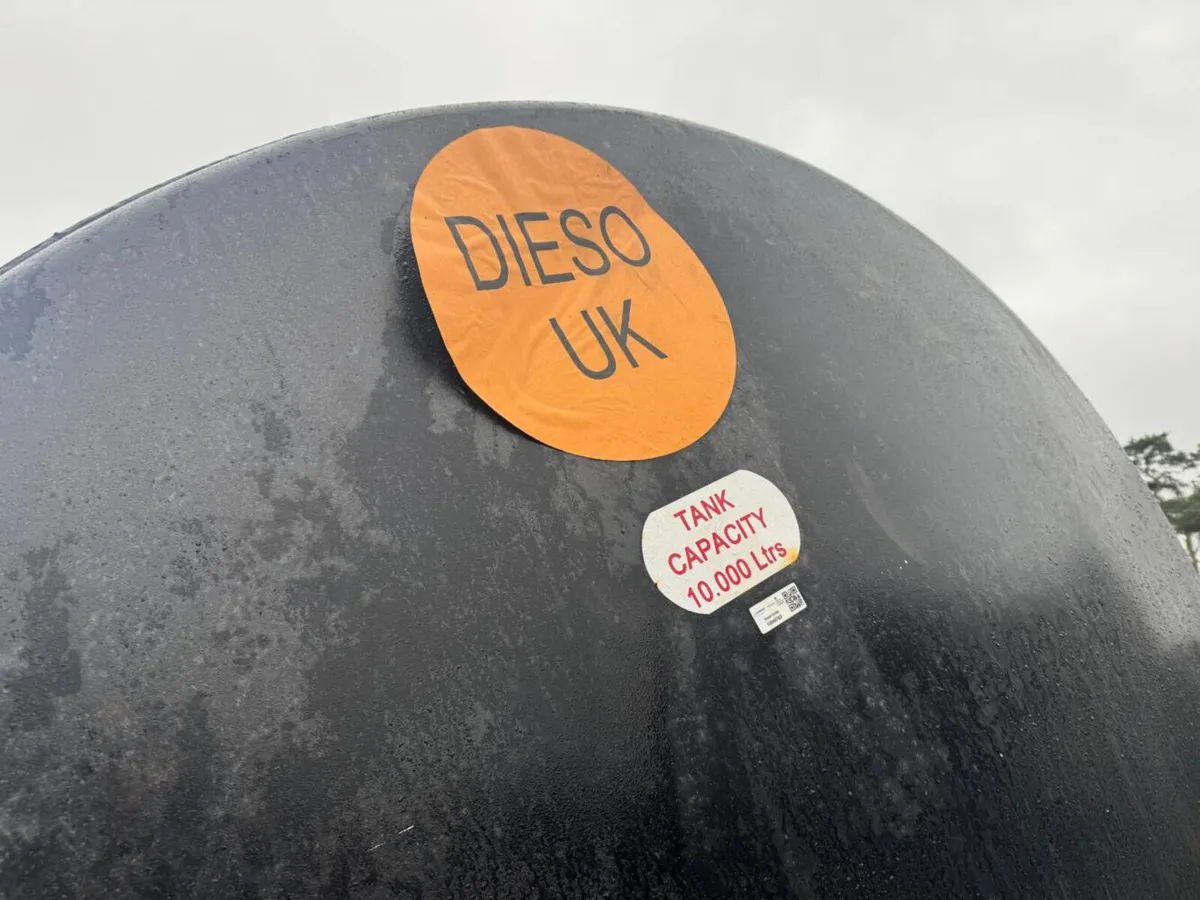 DIESO
UK
TANK
CAPACITY
10.000 Ltrs